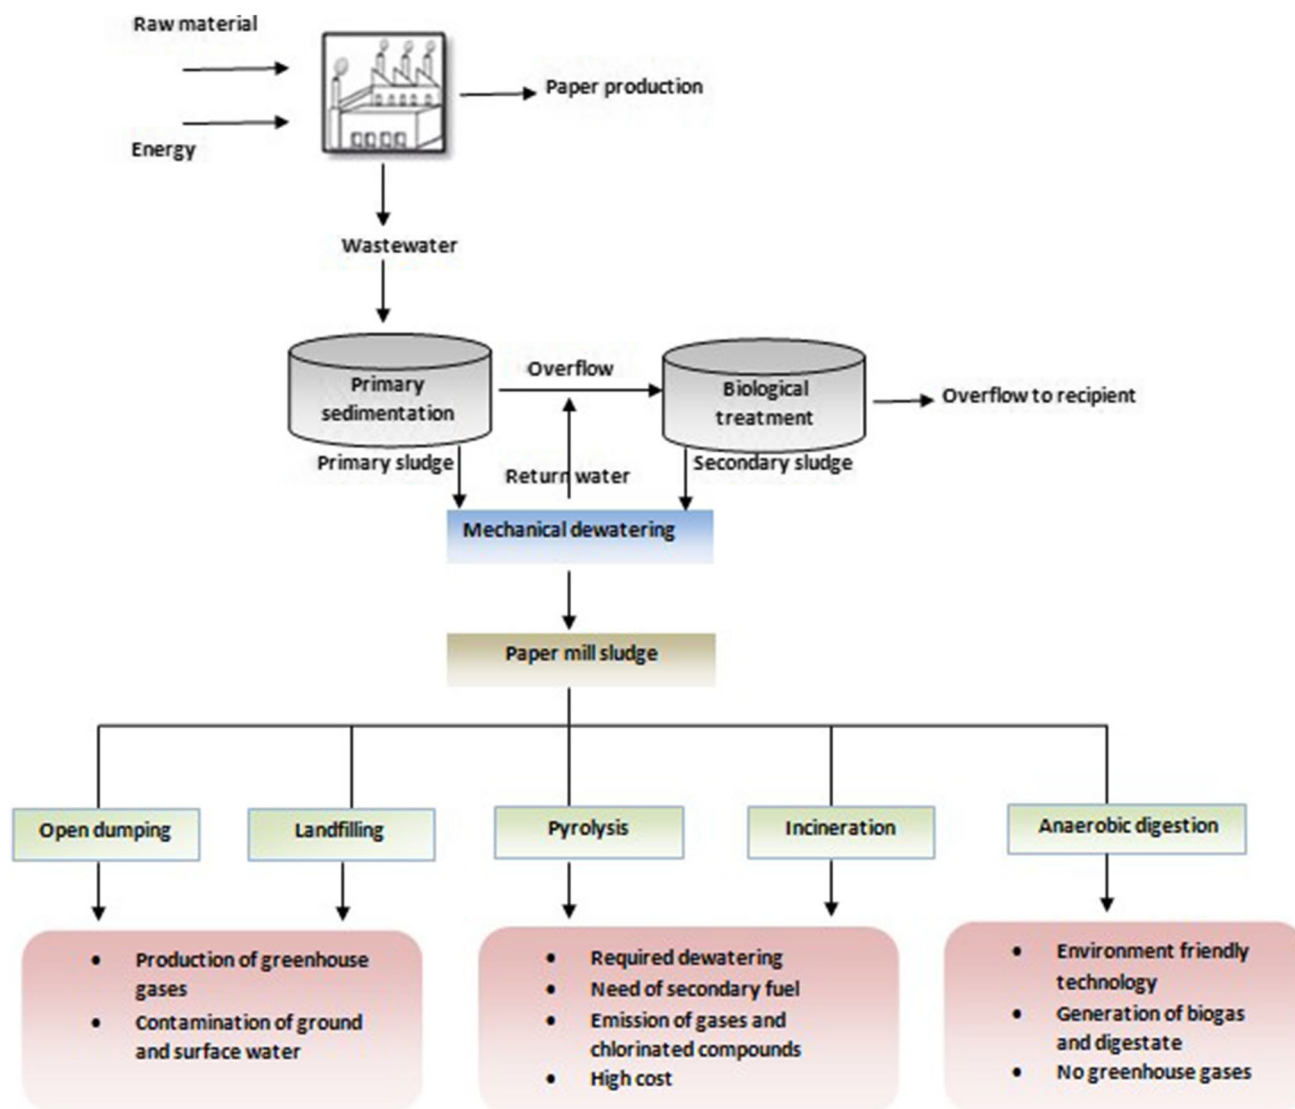 Raw material
Energy
Paper production
Wastewater
Primary
sedimentation
Overflow
Biological
treatment
Overflow to recipient
Primary sludge
Return water
Secondary sludge
Mechanical dewatering
Paper mill sludge
Open dumping
Landfilling
Pyrolysis
Incineration
Anaerobic digestion
• Production of greenhouse
gases
• Contamination of ground
and surface water
• Required dewatering
• Need of secondary fuel
• Emission of gases and
chlorinated compounds
• High cost
• Environment friendly
technology
• Generation of biogas
and digestate
• No greenhouse gases